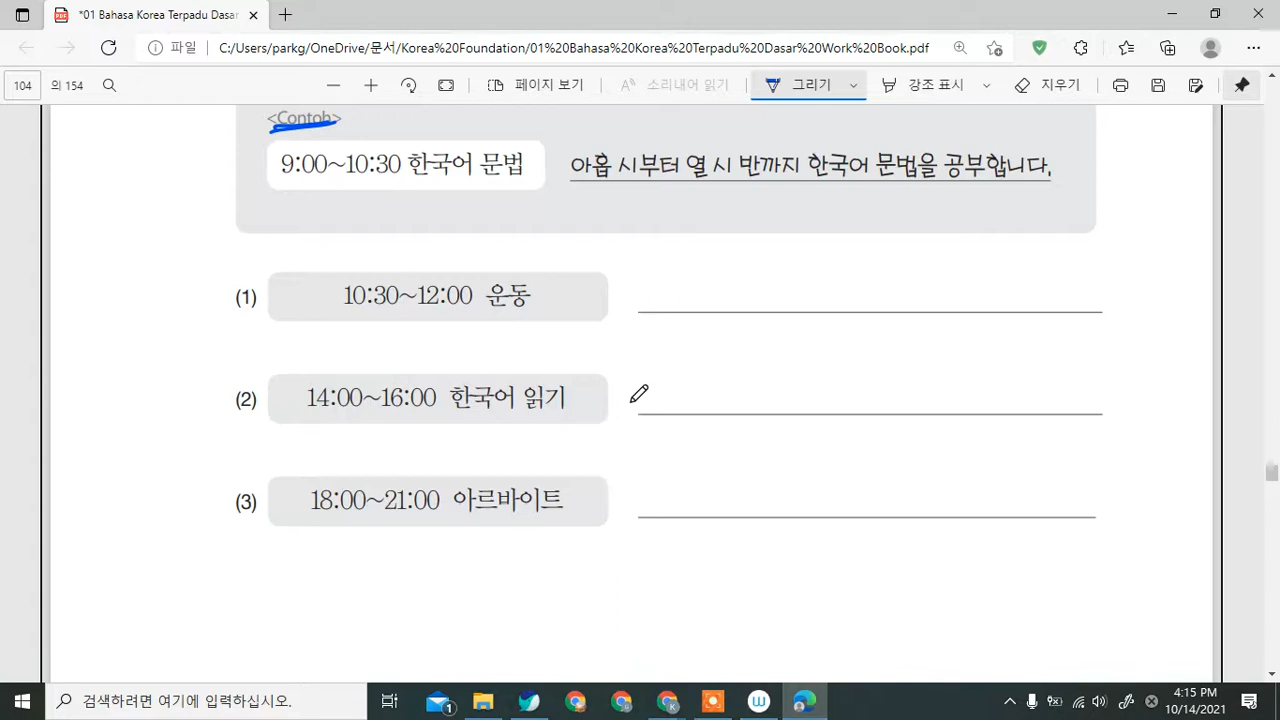 *01 Bahasa Korea Terpadu Dasar
파일 C:/Users/parkg/OneDrive/문서/Korea%20Foundation/01%20Bahasa%20Korea%20Terpadu%20Dasar%20Work%20Book.pdf
104 의 154 페이지 보기 소리내어 읽기 그리기 강조 표시 지우기
<Contoh>
9:00~10:30 한국어 문법 아홉 시부터 열 시 반까지 한국어 문법을 공부합니다.
(1) 10:30~12:00 운동
(2) 14:00~16:00 한국어 읽기
(3) 18:00~21:00 아르바이트
검색하려면 여기에 입력하십시오. 4:15 PM
10/14/2021